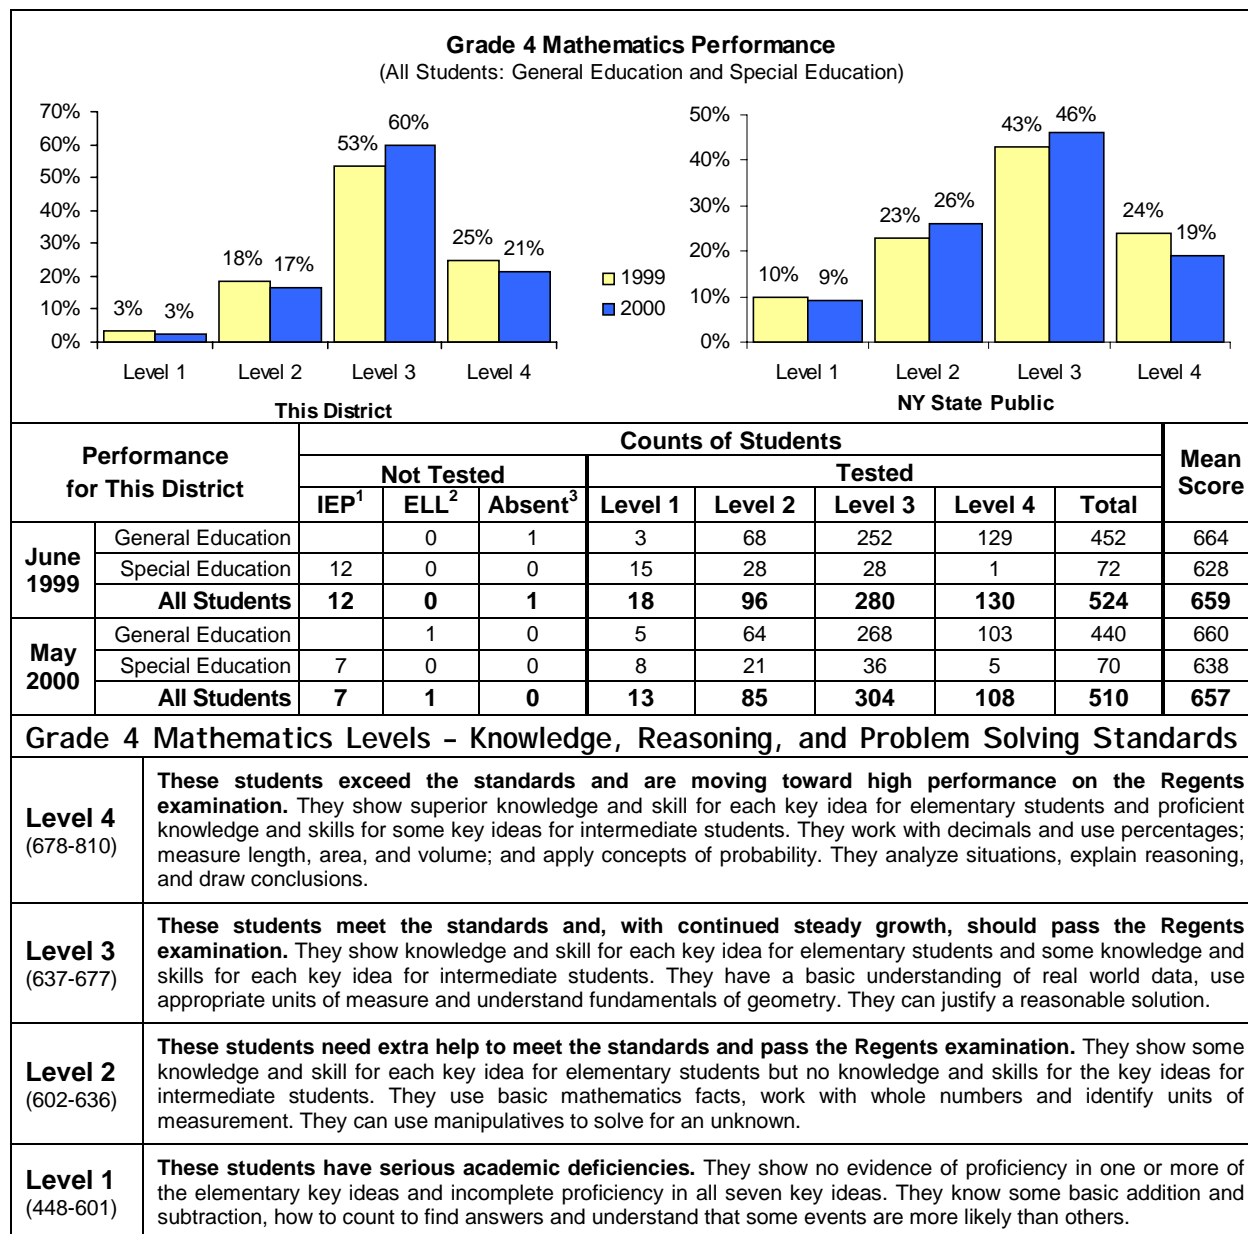 Grade 4 Mathematics Performance
(All Students: General Education and Special Education)
70%
60%
50%
40%
30%
20%
10%
0%
3% 3%
18% 17%
53% 60%
25% 21%
Level 1 Level 2 Level 3 Level 4
This District
1999
2000
50%
40%
30%
20%
10%
0%
10% 9%
23% 26%
43% 46%
24% 19%
Level 1 Level 2 Level 3 Level 4
NY State Public
Performance for This District Counts of Students Mean Score
Not Tested Tested
IEP1 ELL2 Absent3 Level 1 Level 2 Level 3 Level 4 Total
June 1999
General Education 0 1 3 68 252 129 452 664
Special Education 12 0 0 15 28 28 1 72 628
All Students 12 0 1 18 96 280 130 524 659
May 2000
General Education 1 0 5 64 268 103 440 660
Special Education 7 0 0 8 21 36 5 70 638
All Students 7 1 0 13 85 304 108 510 657
Grade 4 Mathematics Levels – Knowledge, Reasoning, and Problem Solving Standards
Level 4
(678-810)
These students exceed the standards and are moving toward high performance on the Regents
examination. They show superior knowledge and skill for each key idea for elementary students and proficient
knowledge and skills for some key ideas for intermediate students. They work with decimals and use percentages;
measure length, area, and volume; and apply concepts of probability. They analyze situations, explain reasoning,
and draw conclusions.
Level 3
(637-677)
These students meet the standards and, with continued steady growth, should pass the Regents
examination. They show knowledge and skill for each key idea for elementary students and some knowledge and
skills for each key idea for intermediate students. They have a basic understanding of real world data, use
appropriate units of measure and understand fundamentals of geometry. They can justify a reasonable solution.
Level 2
(602-636)
These students need extra help to meet the standards and pass the Regents examination. They show some
knowledge and skill for each key idea for elementary students but no knowledge and skills for the key ideas for
intermediate students. They use basic mathematics facts, work with whole numbers and identify units of
measurement. They can use manipulatives to solve for an unknown.
Level 1
(448-601)
These students have serious academic deficiencies. They show no evidence of proficiency in one or more of
the elementary key ideas and incomplete proficiency in all seven key ideas. They know some basic addition and
subtraction, how to count to find answers and understand that some events are more likely than others.